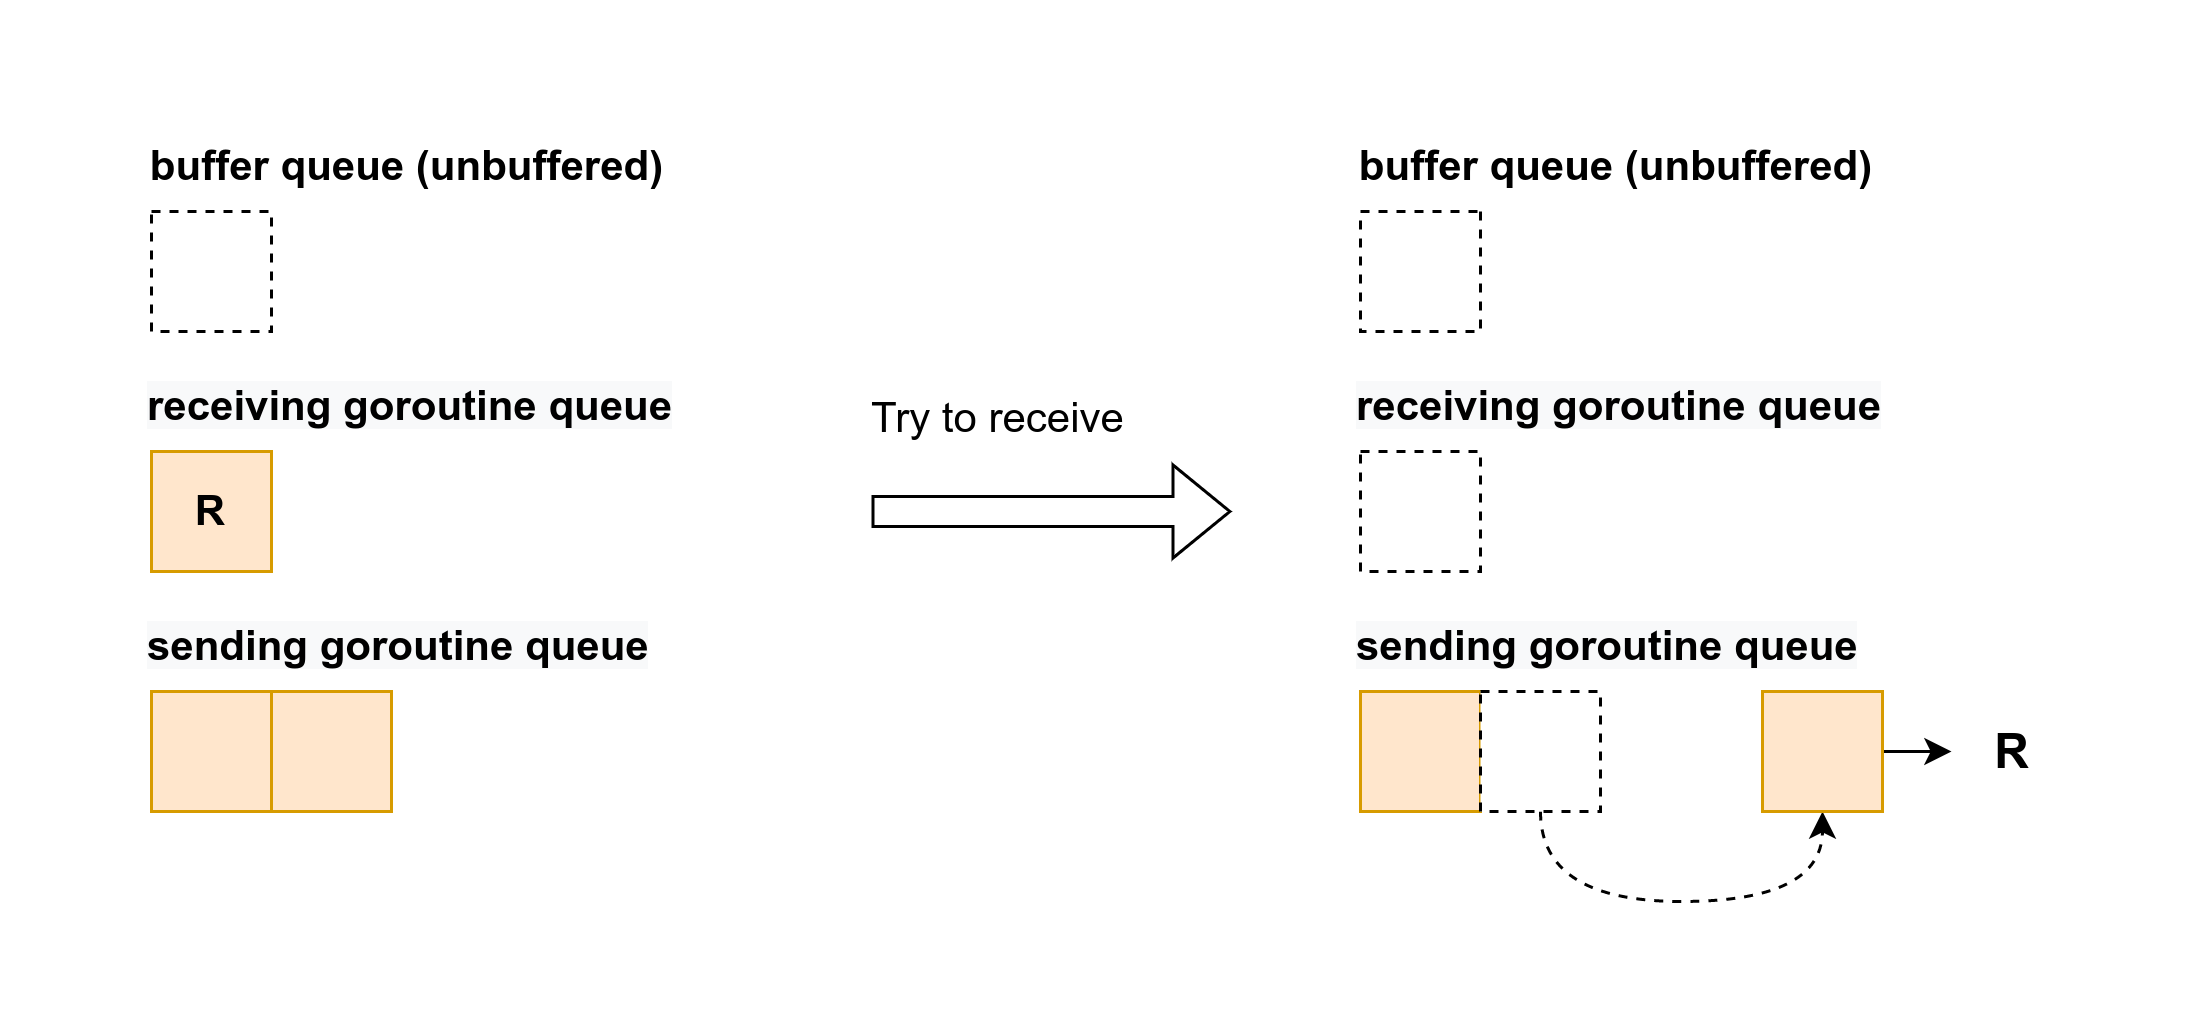 buffer queue (unbuffered)
receiving goroutine queue
R
sending goroutine queue
Try to receive
buffer queue (unbuffered)
receiving goroutine queue
sending goroutine queue
R